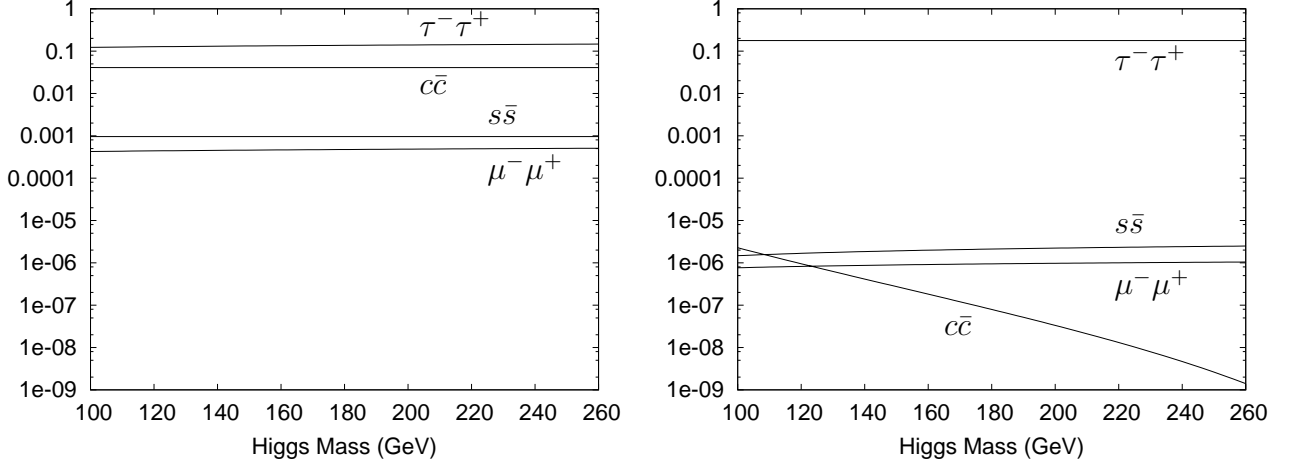 1
0.1
0.01
0.001
0.0001
1e-05
1e-06
1e-07
1e-08
1e-09
100 120 140 160 180 200 220 240 260
Higgs Mass (GeV)
τ⁻τ⁺
cc̄
ss̄
μ⁻μ⁺
1
0.1
0.01
0.001
0.0001
1e-05
1e-06
1e-07
1e-08
1e-09
100 120 140 160 180 200 220 240 260
Higgs Mass (GeV)
τ⁻τ⁺
ss̄
μ⁻μ⁺
cc̄